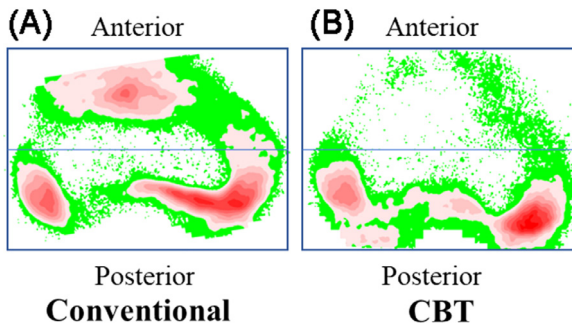 (A) Anterior (B) Anterior
Posterior Posterior
Conventional CBT